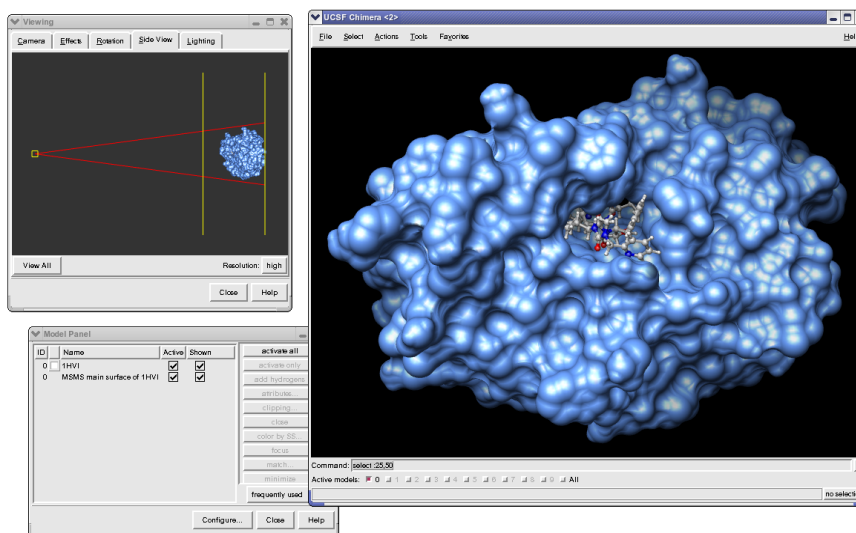 Viewing
Camera Effects Rotation Side View Lighting
View All Resolution: high
Close Help
Model Panel
ID Name Active Shown
0 1HVI
0 MSMS main surface of 1HVI
activate all
activate only
add hydrogens
attributes...
clipping...
close
color by SS...
focus
match...
minimize
frequently used
Configure... Close Help
UCSF Chimera <2>
File Select Actions Tools Favorites Hel
Command: select :25,50
Active models: 0 1 2 3 4 5 6 7 8 9 All
no selecti